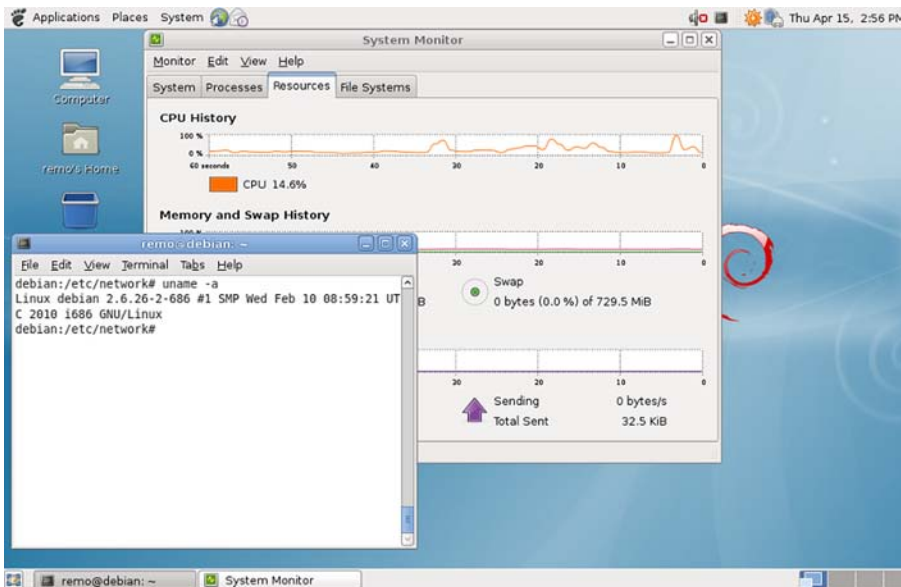 Applications Places System
Thu Apr 15, 2:56 PM
Computer
remo's Home
System Monitor
Monitor Edit View Help
System Processes Resources File Systems
CPU History
100 %
0 %
60 seconds 50 40 30 20 10 0
CPU 14.6%
Memory and Swap History
100 %
30 20 10 0
Swap
B
0 bytes (0.0 %) of 729.5 MiB
30 20 10 0
Sending 0 bytes/s
Total Sent 32.5 KiB
remo@debian: ~
File Edit View Terminal Tabs Help
debian:/etc/network# uname -a
Linux debian 2.6.26-2-686 #1 SMP Wed Feb 10 08:59:21 UT
C 2010 i686 GNU/Linux
debian:/etc/network#
remo@debian: ~
System Monitor